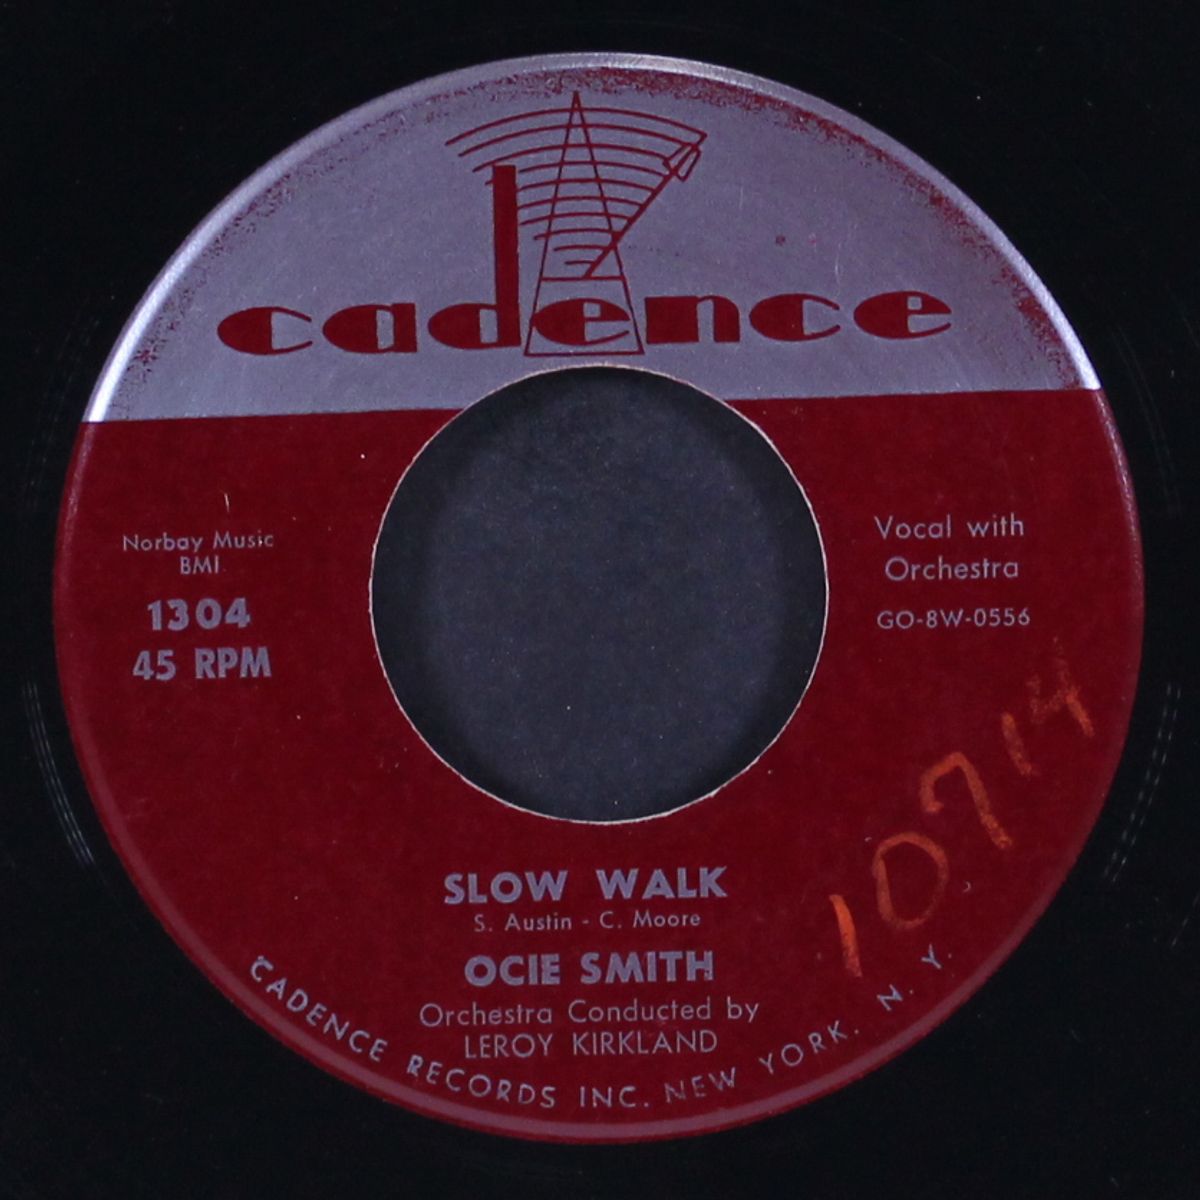 cadence
Norbay Music
BMI
1304
45 RPM
Vocal with
Orchestra
GO-8W-0556
10714
SLOW WALK
S. Austin - C. Moore
OCIE SMITH
Orchestra Conducted by
LEROY KIRKLAND
CADENCE RECORDS INC. NEW YORK. N. Y.